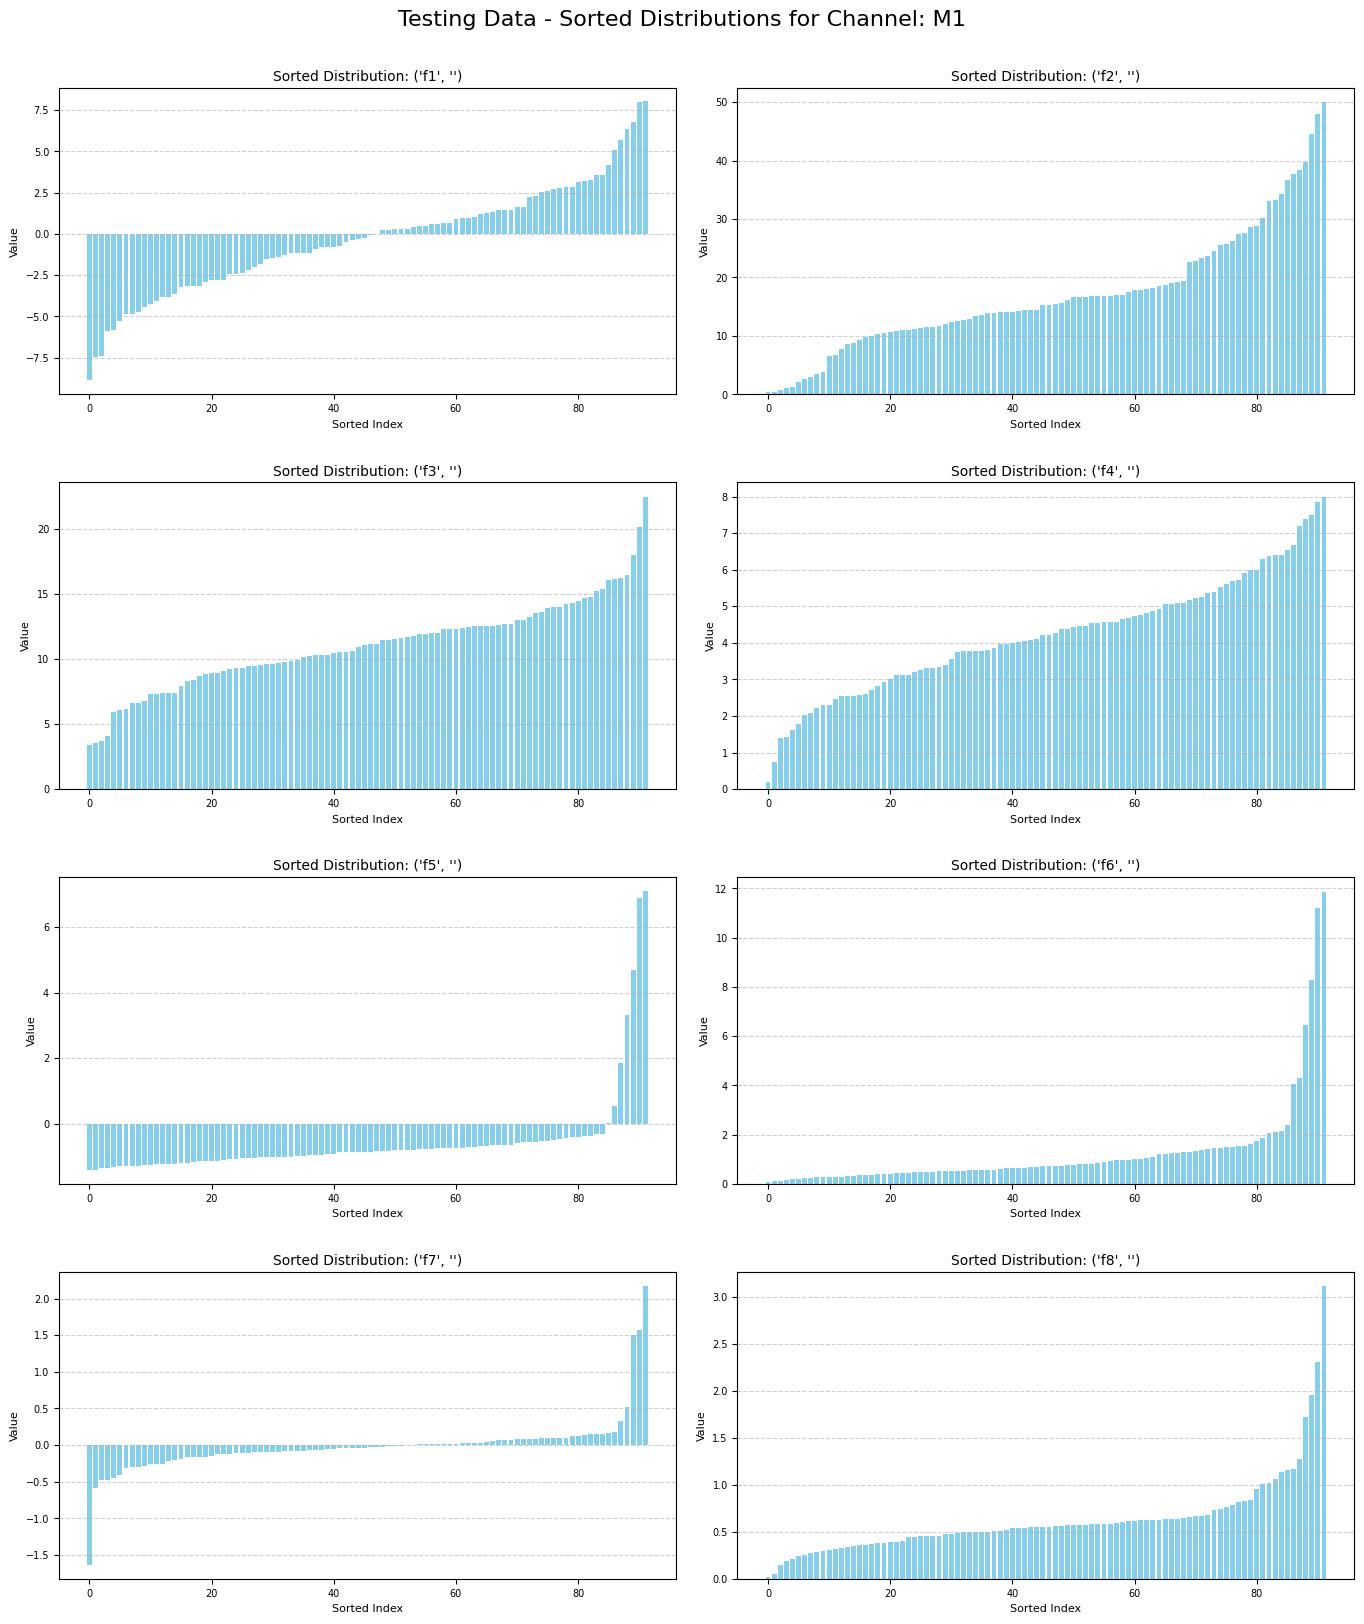 Testing Data - Sorted Distributions for Channel: M1
Sorted Distribution: ('f1', '')
Value
7.5
5.0
2.5
0.0
−2.5
−5.0
−7.5
0 20 40 60 80
Sorted Index
Sorted Distribution: ('f2', '')
Value
50
40
30
20
10
0
0 20 40 60 80
Sorted Index
Sorted Distribution: ('f3', '')
Value
20
15
10
5
0
0 20 40 60 80
Sorted Index
Sorted Distribution: ('f4', '')
Value
8
7
6
5
4
3
2
1
0
0 20 40 60 80
Sorted Index
Sorted Distribution: ('f5', '')
Value
6
4
2
0
0 20 40 60 80
Sorted Index
Sorted Distribution: ('f6', '')
Value
12
10
8
6
4
2
0
0 20 40 60 80
Sorted Index
Sorted Distribution: ('f7', '')
Value
2.0
1.5
1.0
0.5
0.0
−0.5
−1.0
−1.5
0 20 40 60 80
Sorted Index
Sorted Distribution: ('f8', '')
Value
3.0
2.5
2.0
1.5
1.0
0.5
0.0
0 20 40 60 80
Sorted Index